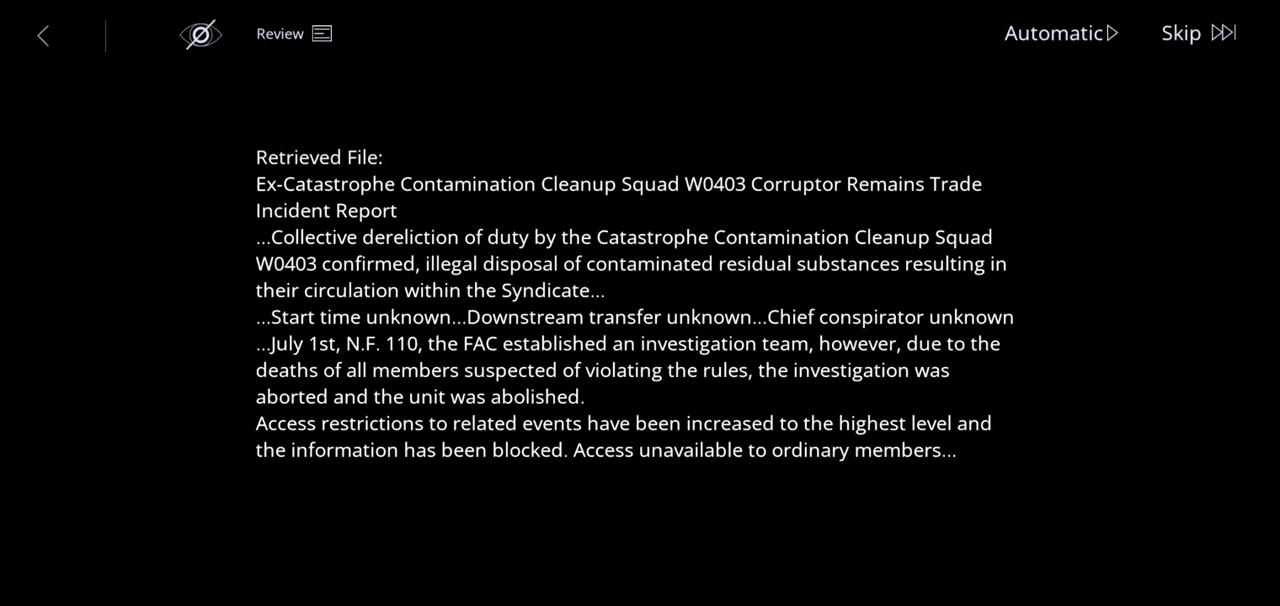 Review
Automatic
Skip
Retrieved File:
Ex-Catastrophe Contamination Cleanup Squad W0403 Corruptor Remains Trade
Incident Report
...Collective dereliction of duty by the Catastrophe Contamination Cleanup Squad
W0403 confirmed, illegal disposal of contaminated residual substances resulting in
their circulation within the Syndicate...
...Start time unknown...Downstream transfer unknown...Chief conspirator unknown
...July 1st, N.F. 110, the FAC established an investigation team, however, due to the
deaths of all members suspected of violating the rules, the investigation was
aborted and the unit was abolished.
Access restrictions to related events have been increased to the highest level and
the information has been blocked. Access unavailable to ordinary members...